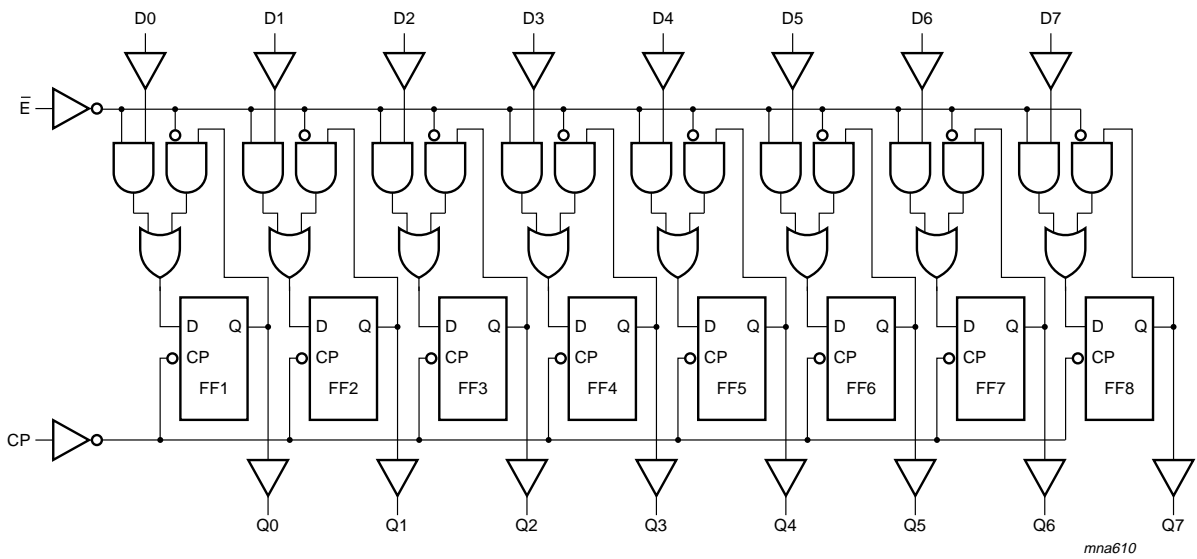 D0 D1 D2 D3 D4 D5 D6 D7
E̅
D Q D Q D Q D Q D Q D Q D Q D Q
CP CP CP CP CP CP CP CP
FF1 FF2 FF3 FF4 FF5 FF6 FF7 FF8
CP
Q0 Q1 Q2 Q3 Q4 Q5 Q6 Q7
mna610